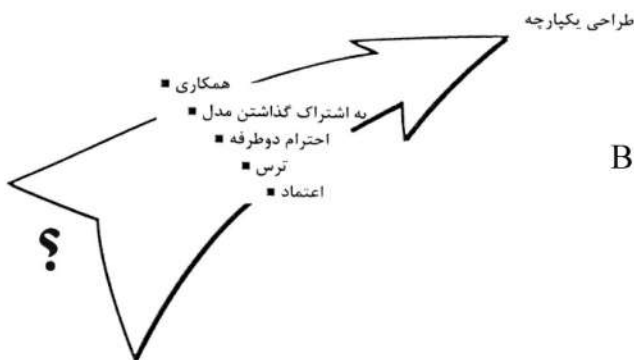 طراحی یکپارچه
▪ همکاری
▪ به اشتراک گذاشتن مدل
▪ احترام دوطرفه
▪ ترس
▪ اعتماد
B
؟